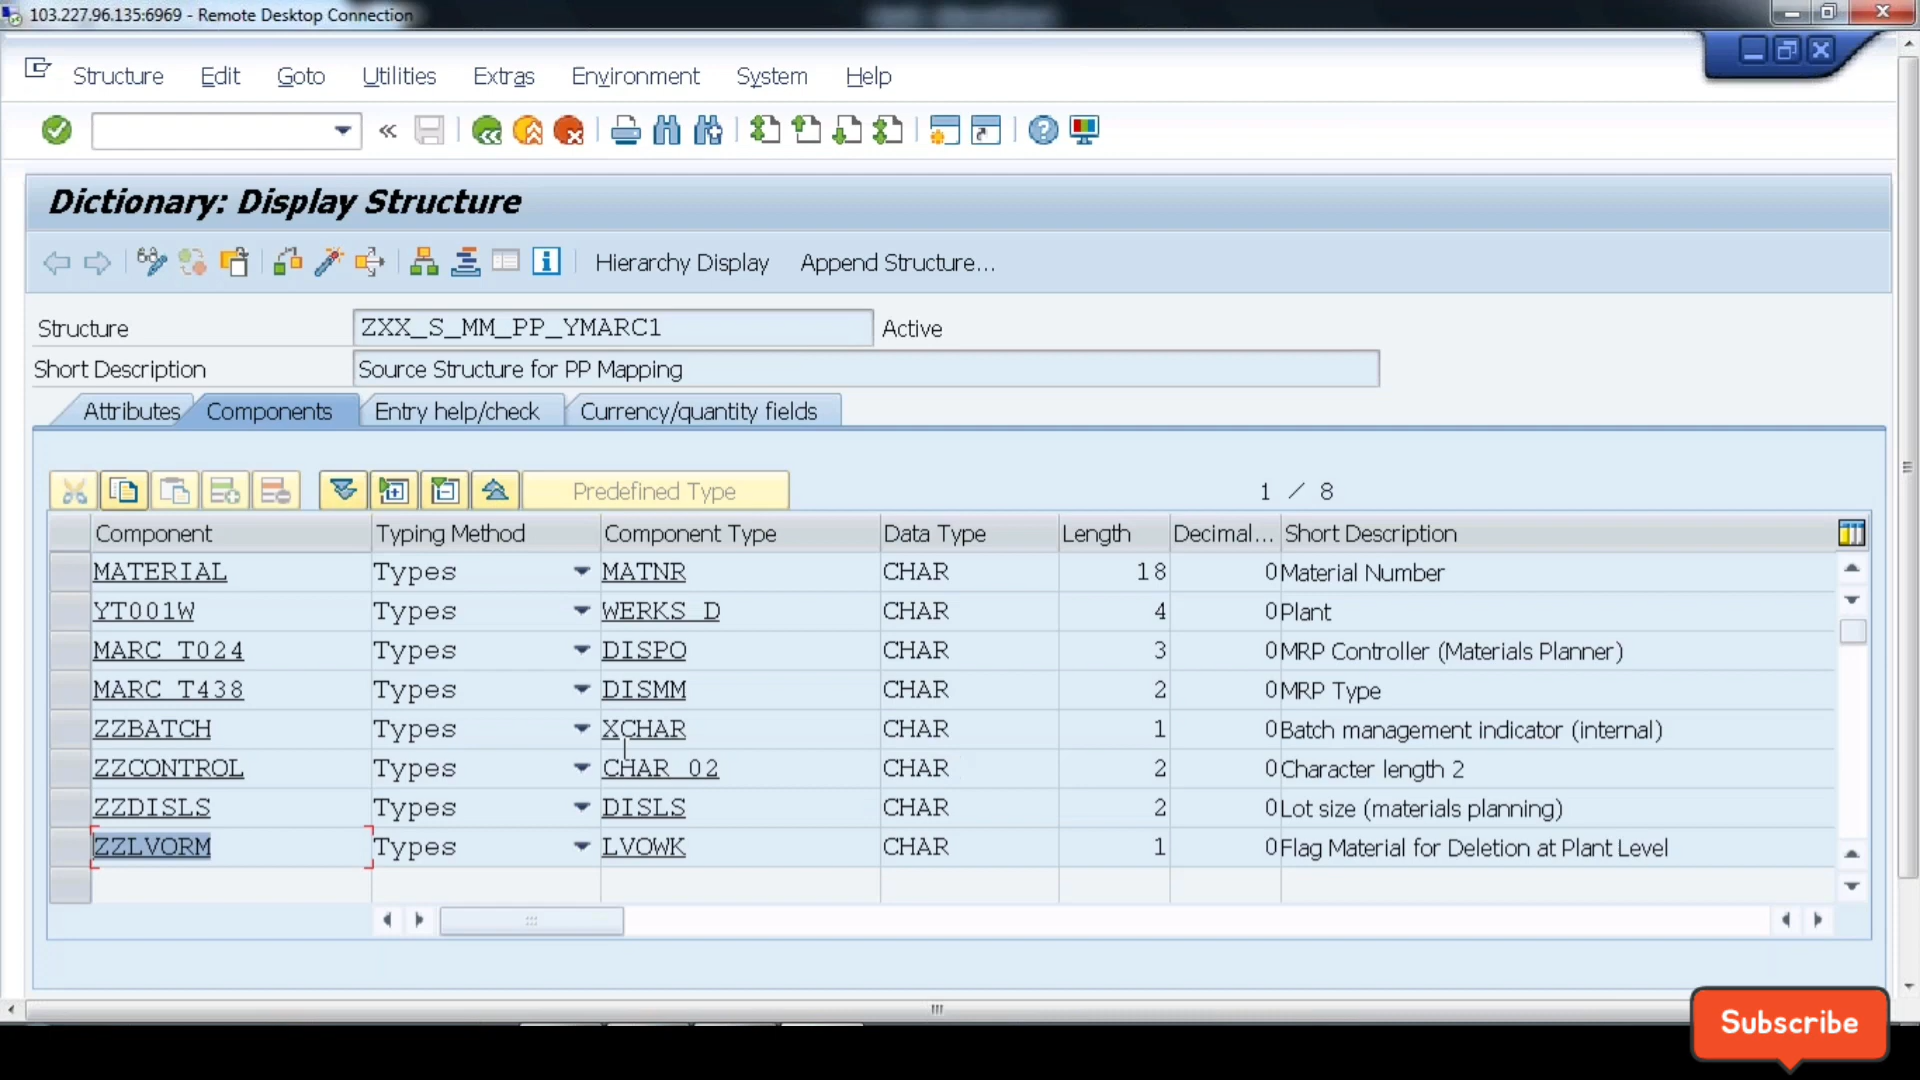 103.227.96.135:6969 - Remote Desktop Connection
Structure Edit Goto Utilities Extras Environment System Help
Dictionary: Display Structure
Hierarchy Display Append Structure...
Structure ZXX_S_MM_PP_YMARC1 Active
Short Description Source Structure for PP Mapping
Attributes Components Entry help/check Currency/quantity fields
Predefined Type 1 / 8
Component Typing Method Component Type Data Type Length Decimal... Short Description
MATERIAL Types MATNR CHAR 18 0 Material Number
YT001W Types WERKS_D CHAR 4 0 Plant
MARC_T024 Types DISPO CHAR 3 0 MRP Controller (Materials Planner)
MARC_T438 Types DISMM CHAR 2 0 MRP Type
ZZBATCH Types XCHAR CHAR 1 0 Batch management indicator (internal)
ZZCONTROL Types CHAR_02 CHAR 2 0 Character length 2
ZZDISLS Types DISLS CHAR 2 0 Lot size (materials planning)
ZZLVORM Types LVOWK CHAR 1 0 Flag Material for Deletion at Plant Level
Subscribe